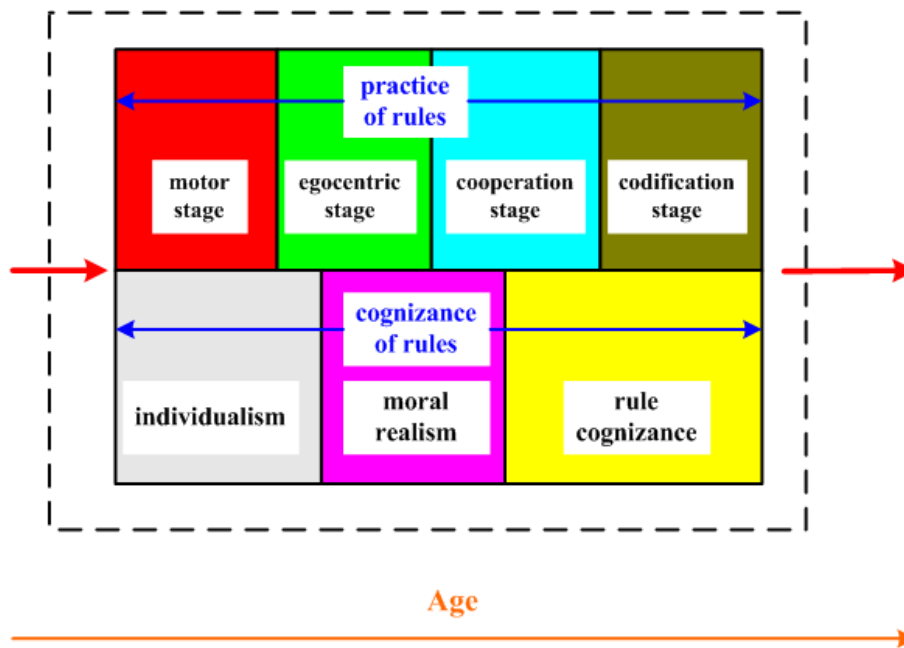 practice
of rules
motor
stage
egocentric
stage
cooperation
stage
codification
stage
cognizance
of rules
individualism
moral
realism
rule
cognizance
Age